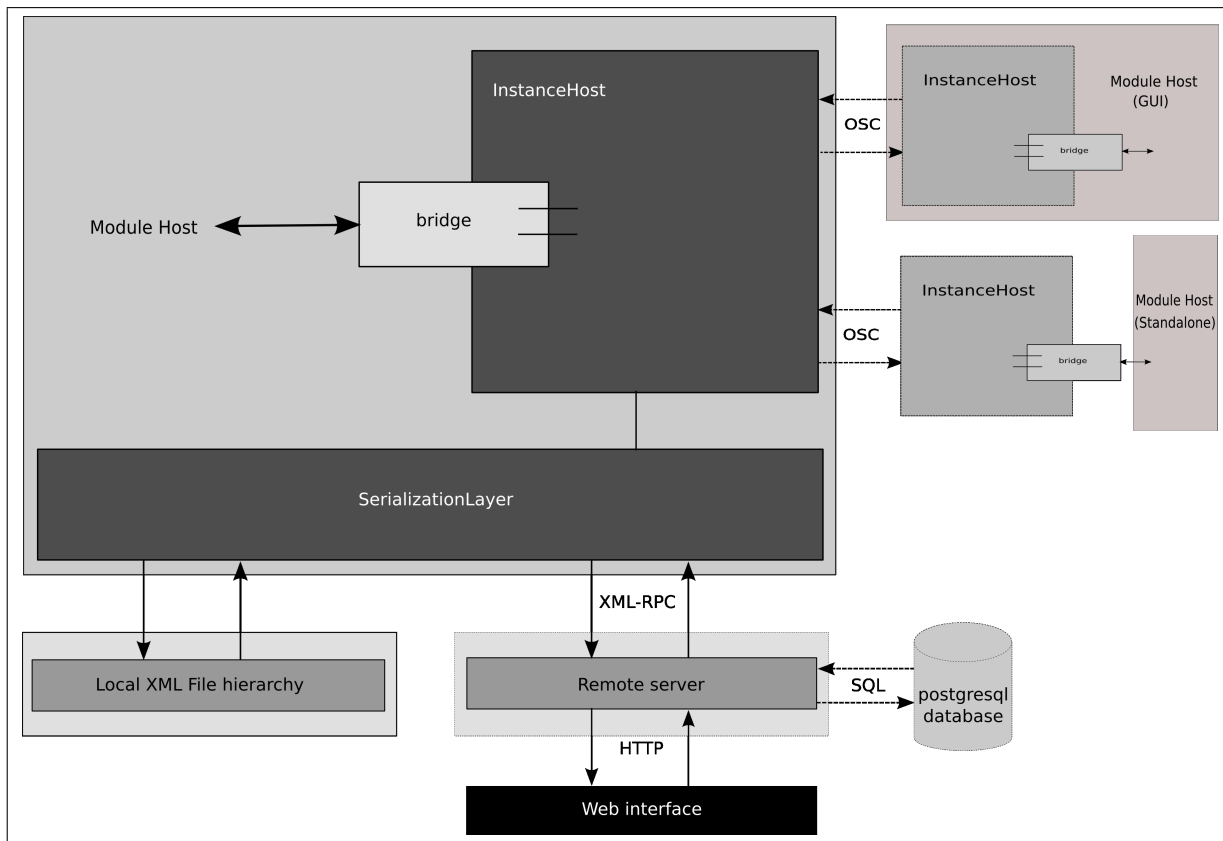 InstanceHost
Module Host
bridge
OSC
InstanceHost
Module Host
(GUI)
bridge
OSC
InstanceHost
Module Host
(Standalone)
bridge
SerializationLayer
XML-RPC
Local XML File hierarchy
Remote server
SQL
postgresql
database
HTTP
Web interface